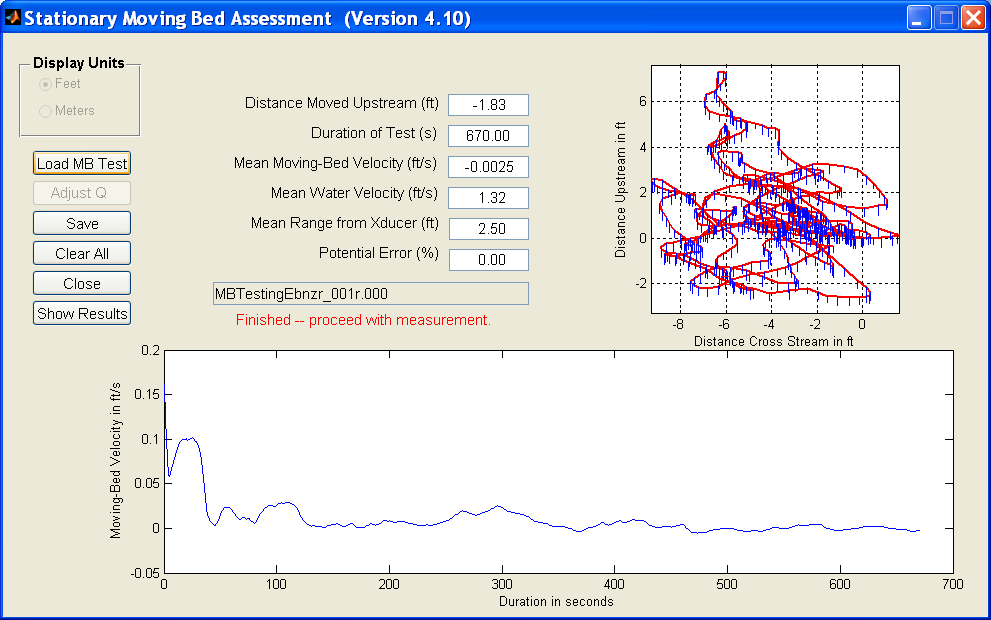 Stationary Moving Bed Assessment (Version 4.10)
Display Units
Feet
Meters
Load MB Test
Adjust Q
Save
Clear All
Close
Show Results
Distance Moved Upstream (ft) -1.83
Duration of Test (s) 670.00
Mean Moving-Bed Velocity (ft/s) -0.0025
Mean Water Velocity (ft/s) 1.32
Mean Range from Xducer (ft) 2.50
Potential Error (%) 0.00
MBTestingEbnzr_001r.000
Finished -- proceed with measurement.
Distance Upstream in ft
6
4
2
0
-2
-8 -6 -4 -2 0
Distance Cross Stream in ft
Moving-Bed Velocity in ft/s
0.2
0.15
0.1
0.05
0
-0.05
0 100 200 300 400 500 600 700
Duration in seconds